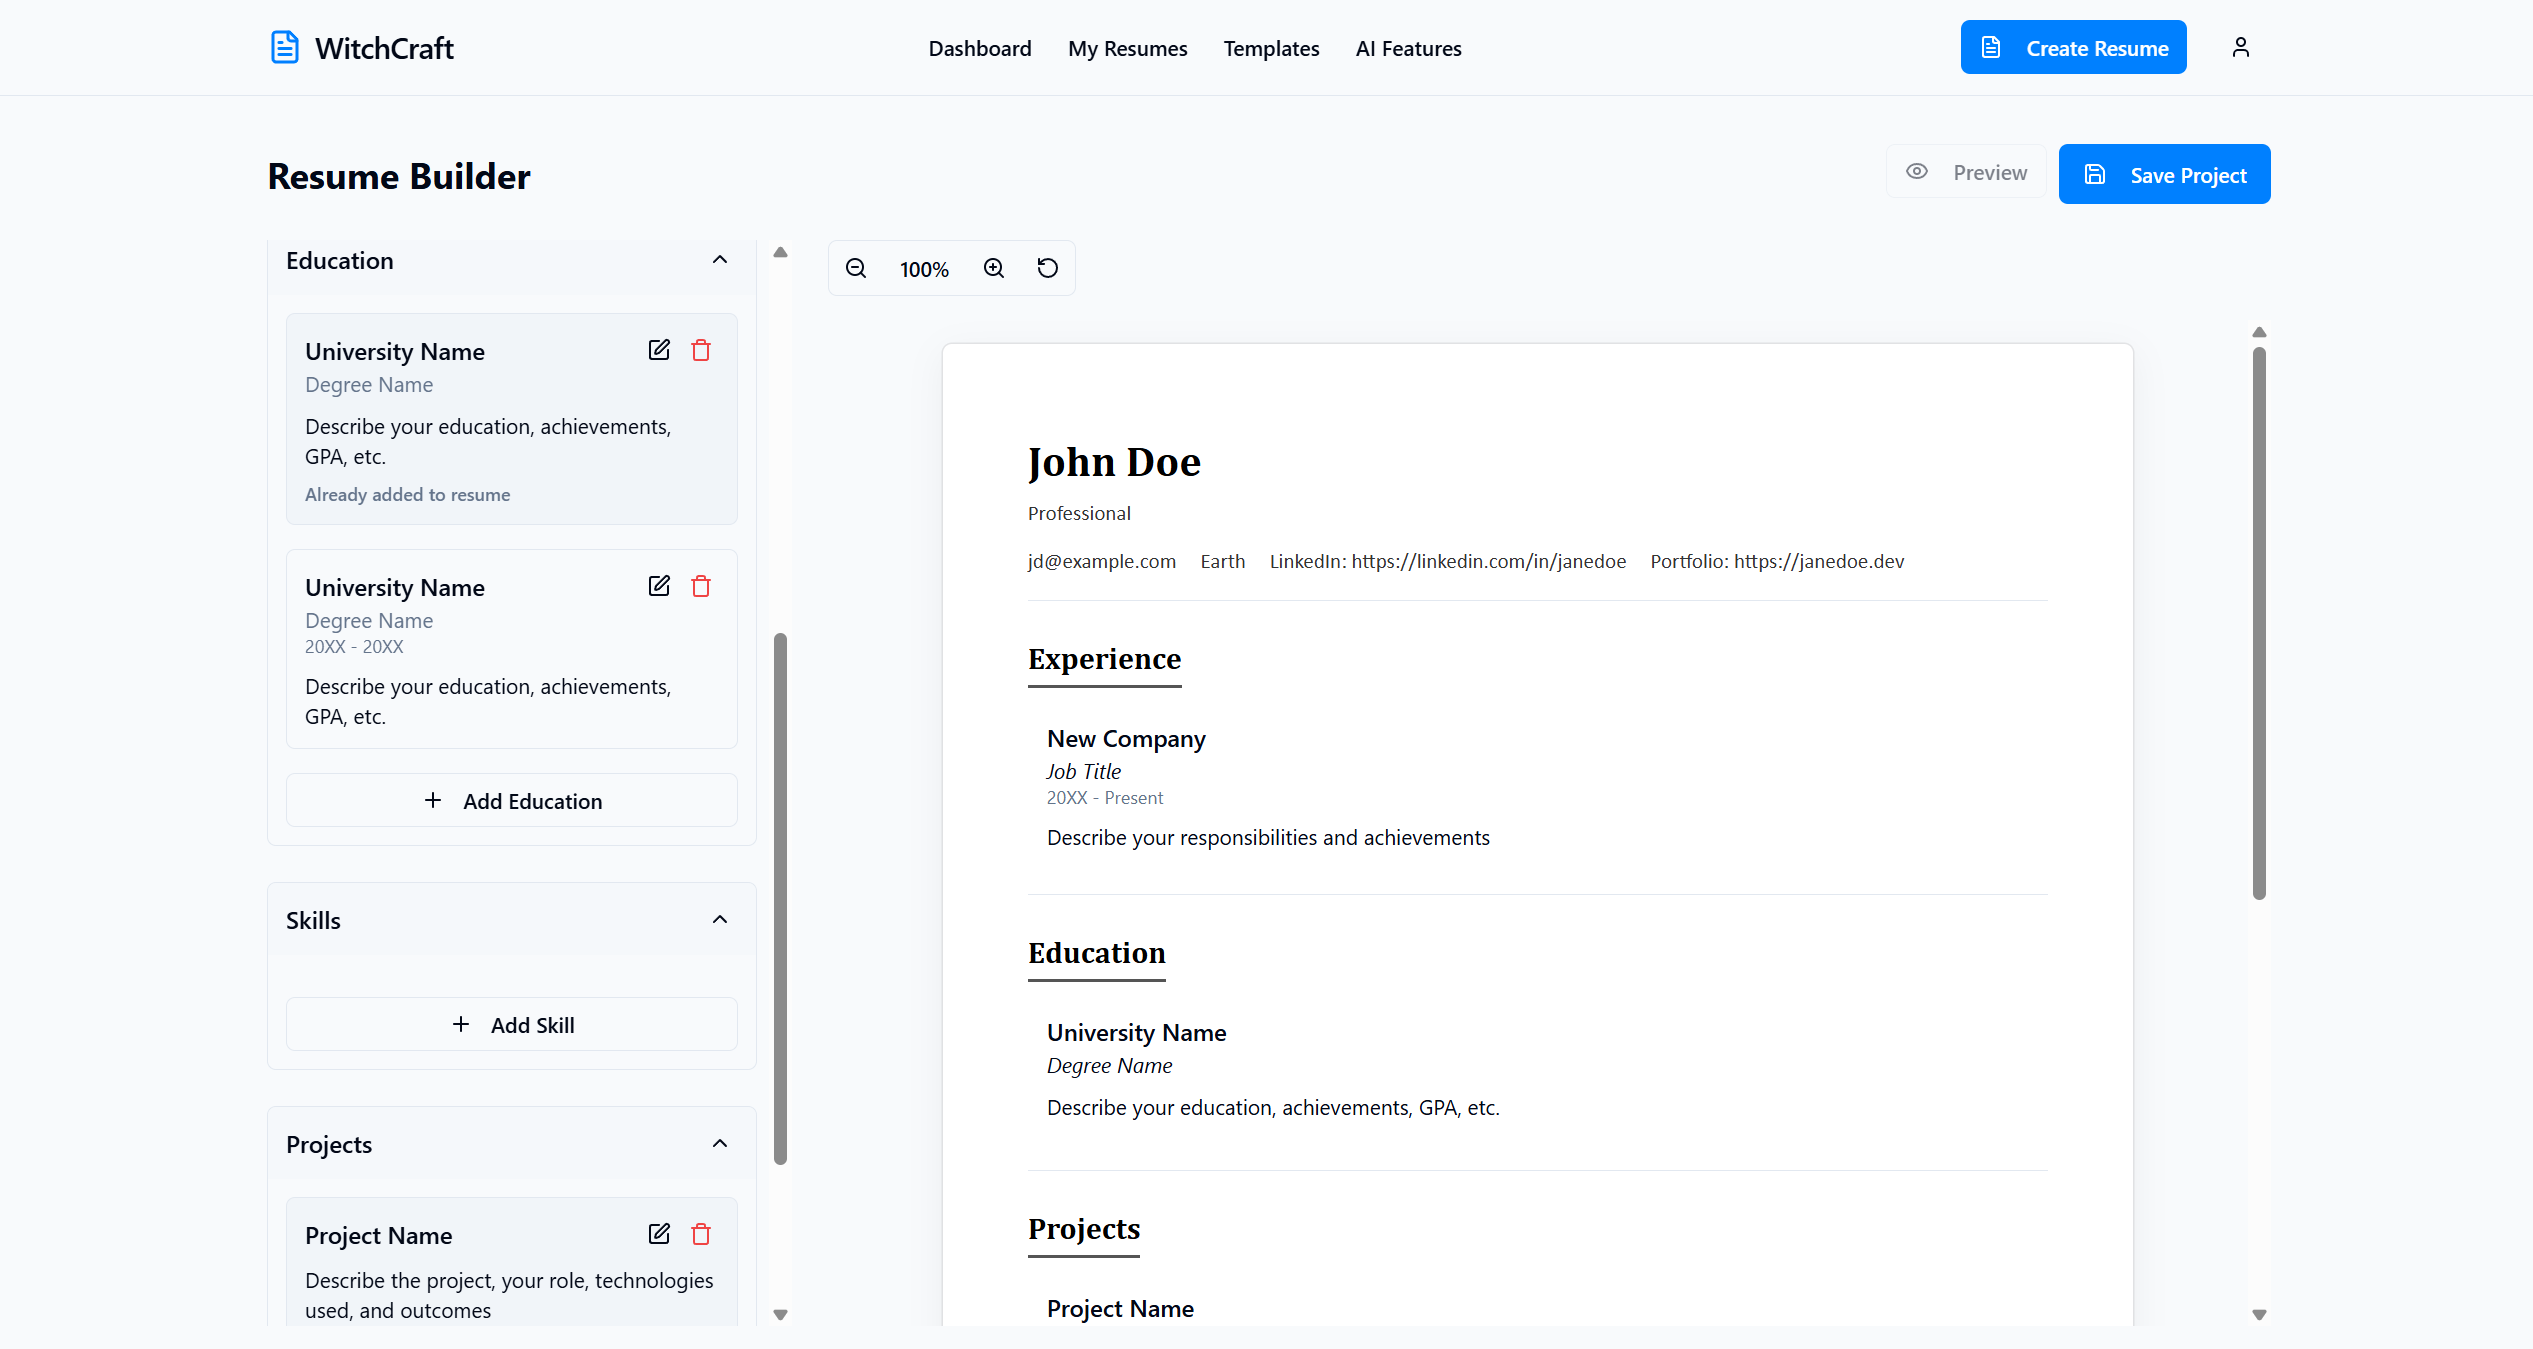 WitchCraft
Dashboard
My Resumes
Templates
AI Features
Create Resume
Resume Builder
Preview
Save Project
Education
University Name
Degree Name
Describe your education, achievements,
GPA, etc.
Already added to resume
University Name
Degree Name
20XX - 20XX
Describe your education, achievements,
GPA, etc.
Add Education
Skills
Add Skill
Projects
Project Name
Describe the project, your role, technologies
used, and outcomes
100%
John Doe
Professional
jd@example.com Earth LinkedIn: https://linkedin.com/in/janedoe Portfolio: https://janedoe.dev
Experience
New Company
Job Title
20XX - Present
Describe your responsibilities and achievements
Education
University Name
Degree Name
Describe your education, achievements, GPA, etc.
Projects
Project Name